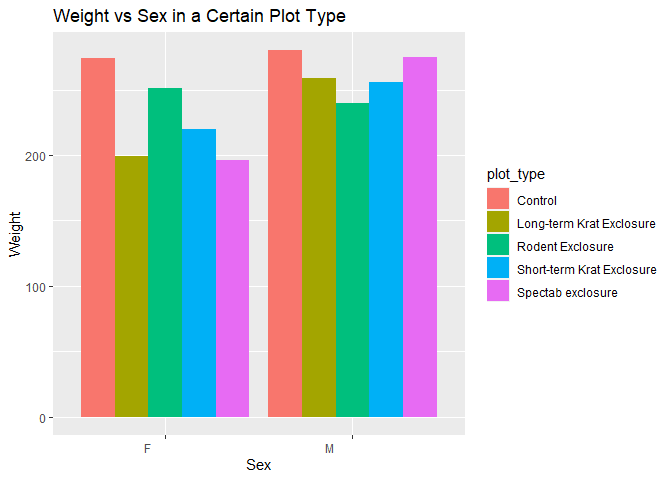 Weight vs Sex in a Certain Plot Type
200
100
0
Weight
F
M
Sex
plot_type
Control
Long-term Krat Exclosure
Rodent Exclosure
Short-term Krat Exclosure
Spectab exclosure